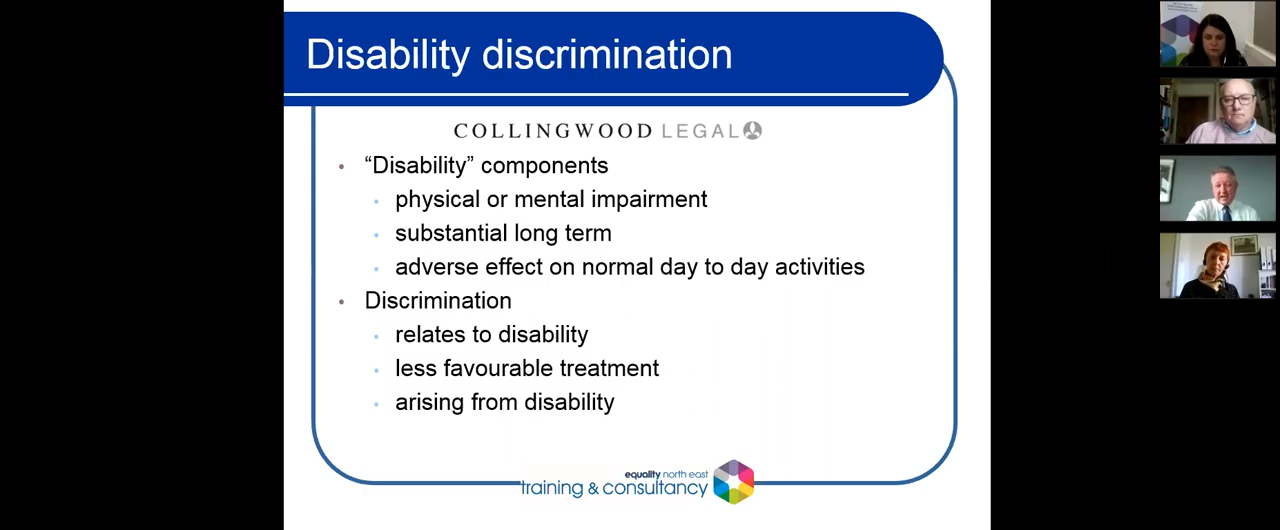 Disability discrimination
COLLINGWOOD LEGAL
“Disability” components
physical or mental impairment
substantial long term
adverse effect on normal day to day activities
Discrimination
relates to disability
less favourable treatment
arising from disability
equality north east
training & consultancy